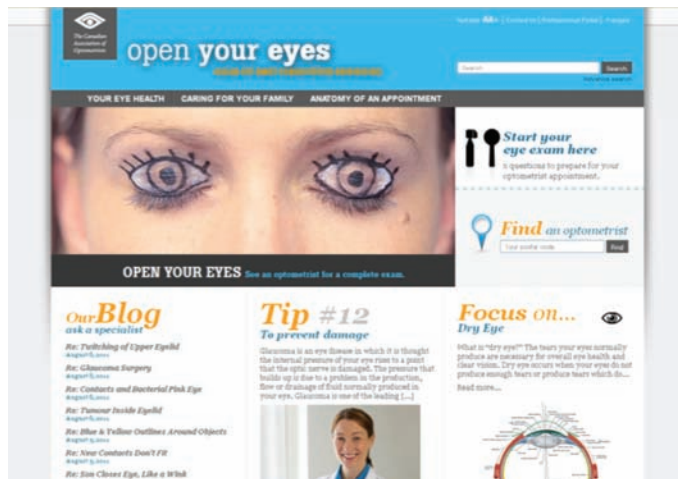 The Canadian
Association of
Optometrists
open your eyes
AA+ | Contact Us | Professional Portal | Français
Search
Search
Advance search
YOUR EYE HEALTH
CARING FOR YOUR FAMILY
ANATOMY OF AN APPOINTMENT
Start your
eye exam here
questions to prepare for your
optometrist appointment.
Find an optometrist
Your postal code
Find
OPEN YOUR EYES See an optometrist for a complete exam.
Our Blog
ask a specialist
Re: Twitching of Upper Eyelid
Re: Glaucoma Surgery
Re: Contacts and Bacterial Pink Eye
Re: Tumour Inside Eyelid
Re: Blue & Yellow Outlines Around Objects
Re: New Contacts Don't Fit
Re: Son Closes Eye, Like a Wink
Tip #12
To prevent damage
Glaucoma is an eye disease in which it is thought
the internal pressure of your eye rises to a point
that the optic nerve is damaged. The pressure that
builds up is due to a problem in the production,
flow or drainage of fluid normally produced in
your eye. Glaucoma is one of the leading [...]
Focus on...
Dry Eye
What is "dry eye?" The tears your eyes normally
produce are necessary for overall eye health and
clear vision. Dry eye occurs when your eyes do not
produce enough tears or produce tears which do...
Read more...